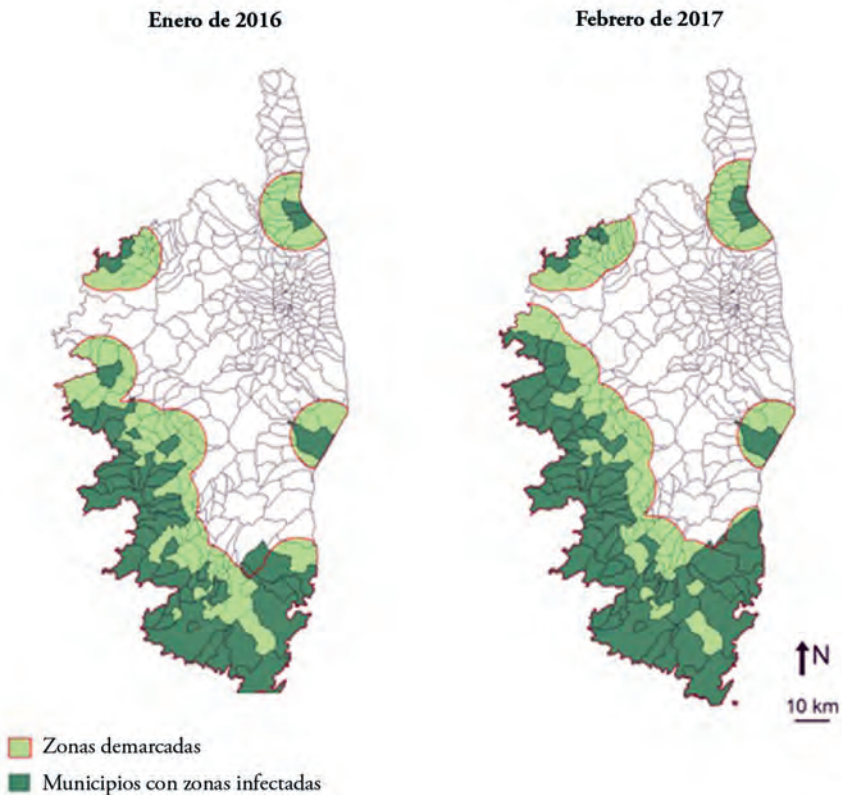 Enero de 2016
Febrero de 2017
N
10 km
Zonas demarcadas
Municipios con zonas infectadas